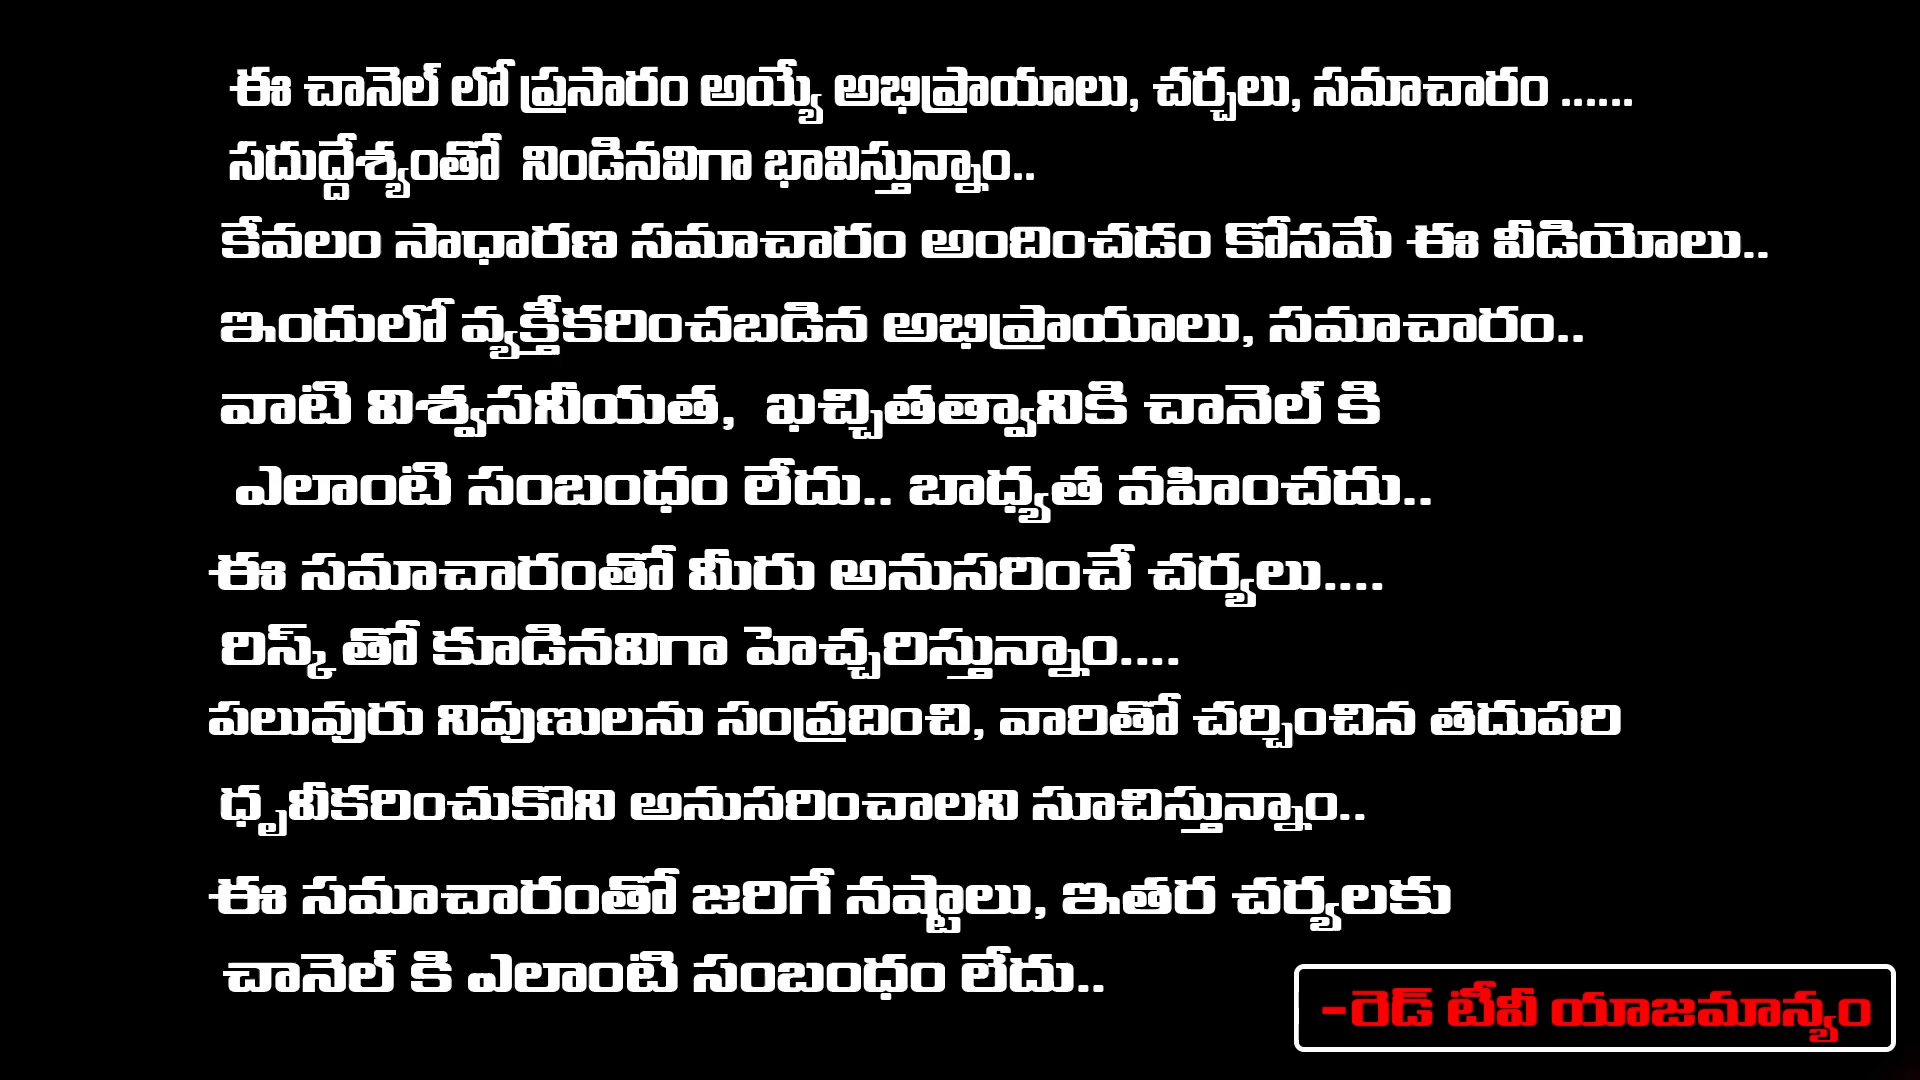 ఈ చానెల్ లో ప్రసారం అయ్యే అభిప్రాయాలు, చర్చలు, సమాచారం ......
సదుద్దేశ్యంతో నిండినవిగా భావిస్తున్నాం..
కేవలం సాధారణ సమాచారం అందించడం కోసమే ఈ వీడియోలు..
ఇందులో వ్యక్తీకరించబడిన అభిప్రాయాలు, సమాచారం..
వాటి విశ్వసనీయత, ఖచ్చితత్వానికి చానెల్ కి
ఎలాంటి సంబంధం లేదు.. బాధ్యత వహించదు..
ఈ సమాచారంతో మీరు అనుసరించే చర్యలు....
రిస్క్ తో కూడినవిగా హెచ్చరిస్తున్నాం....
పలువురు నిపుణులను సంప్రదించి, వారితో చర్చించిన తదుపరి
ధృవీకరించుకొని అనుసరించాలని సూచిస్తున్నాం..
ఈ సమాచారంతో జరిగే నష్టాలు, ఇతర చర్యలకు
చానెల్ కి ఎలాంటి సంబంధం లేదు..
-రెడ్ టీవీ యాజమాన్యం